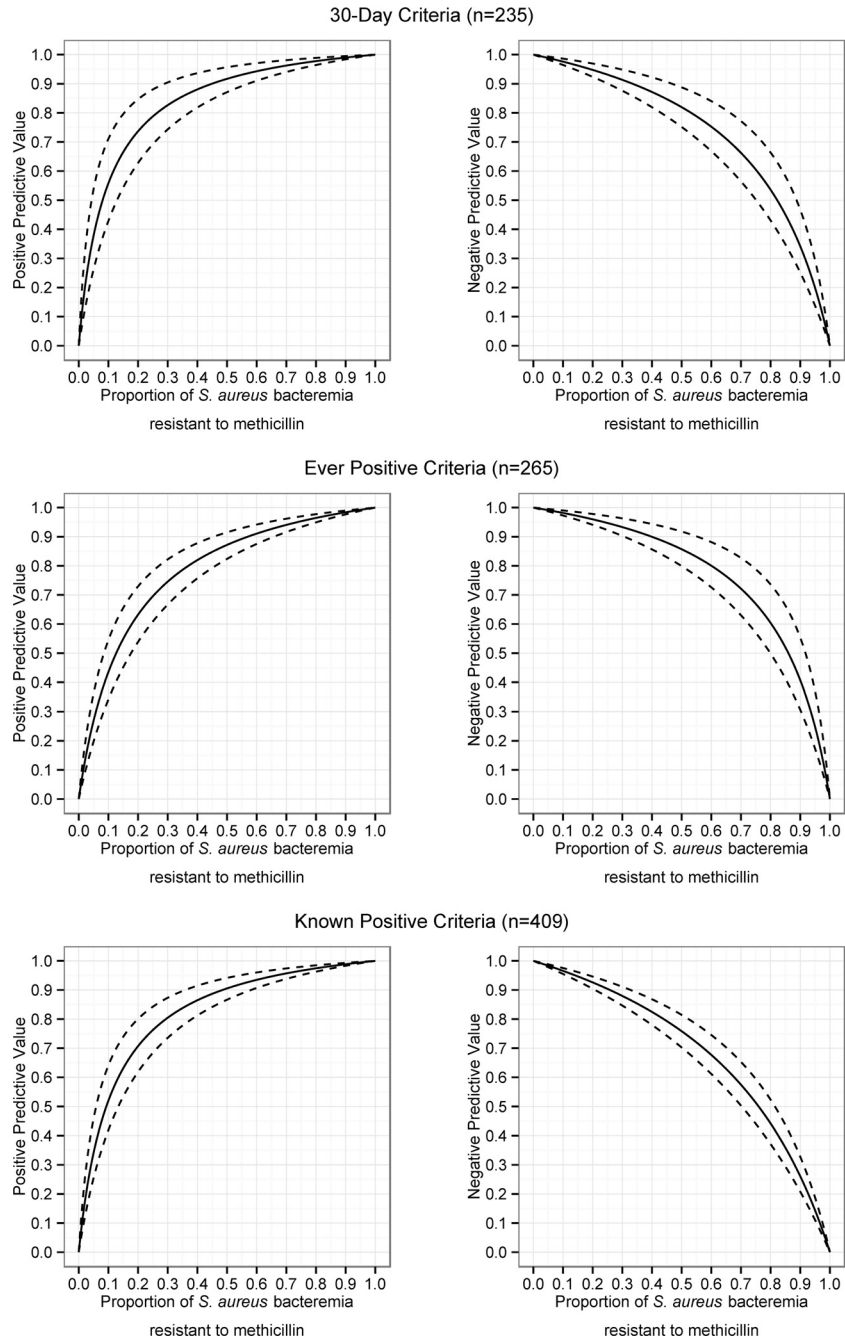 30-Day Criteria (n=235)
Positive Predictive Value
1.0
0.9
0.8
0.7
0.6
0.5
0.4
0.3
0.2
0.1
0.0
0.0 0.1 0.2 0.3 0.4 0.5 0.6 0.7 0.8 0.9 1.0
Proportion of S. aureus bacteremia
resistant to methicillin
Negative Predictive Value
1.0
0.9
0.8
0.7
0.6
0.5
0.4
0.3
0.2
0.1
0.0
0.0 0.1 0.2 0.3 0.4 0.5 0.6 0.7 0.8 0.9 1.0
Proportion of S. aureus bacteremia
resistant to methicillin
Ever Positive Criteria (n=265)
Positive Predictive Value
1.0
0.9
0.8
0.7
0.6
0.5
0.4
0.3
0.2
0.1
0.0
0.0 0.1 0.2 0.3 0.4 0.5 0.6 0.7 0.8 0.9 1.0
Proportion of S. aureus bacteremia
resistant to methicillin
Negative Predictive Value
1.0
0.9
0.8
0.7
0.6
0.5
0.4
0.3
0.2
0.1
0.0
0.0 0.1 0.2 0.3 0.4 0.5 0.6 0.7 0.8 0.9 1.0
Proportion of S. aureus bacteremia
resistant to methicillin
Known Positive Criteria (n=409)
Positive Predictive Value
1.0
0.9
0.8
0.7
0.6
0.5
0.4
0.3
0.2
0.1
0.0
0.0 0.1 0.2 0.3 0.4 0.5 0.6 0.7 0.8 0.9 1.0
Proportion of S. aureus bacteremia
resistant to methicillin
Negative Predictive Value
1.0
0.9
0.8
0.7
0.6
0.5
0.4
0.3
0.2
0.1
0.0
0.0 0.1 0.2 0.3 0.4 0.5 0.6 0.7 0.8 0.9 1.0
Proportion of S. aureus bacteremia
resistant to methicillin